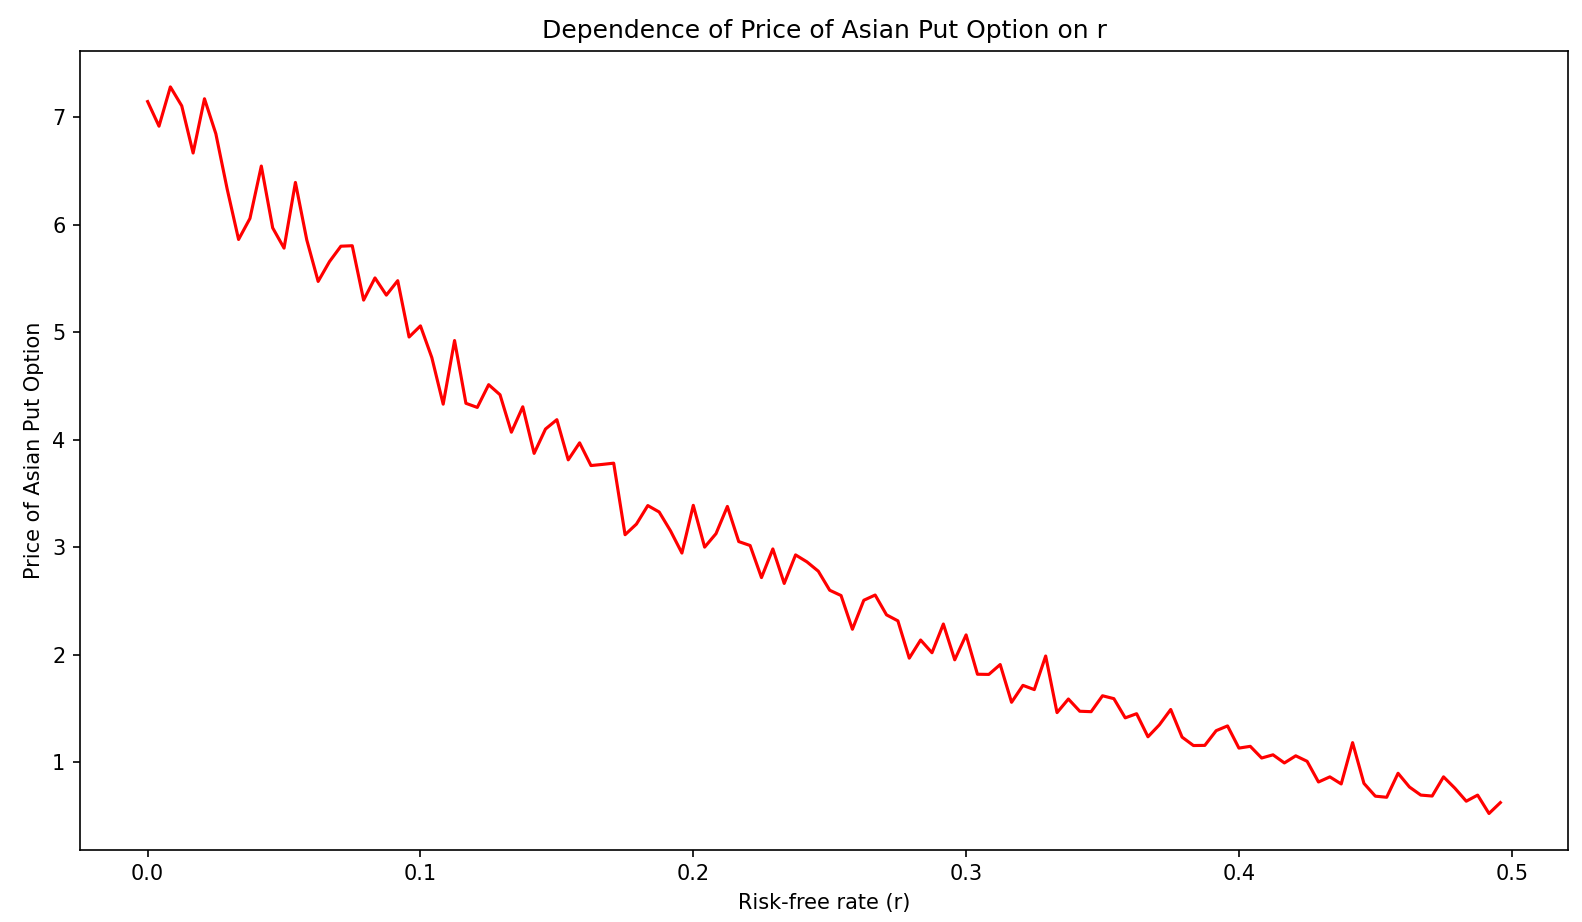 Dependence of Price of Asian Put Option on r
Price of Asian Put Option
7
6
5
4
3
2
1
0.0 0.1 0.2 0.3 0.4 0.5
Risk-free rate (r)